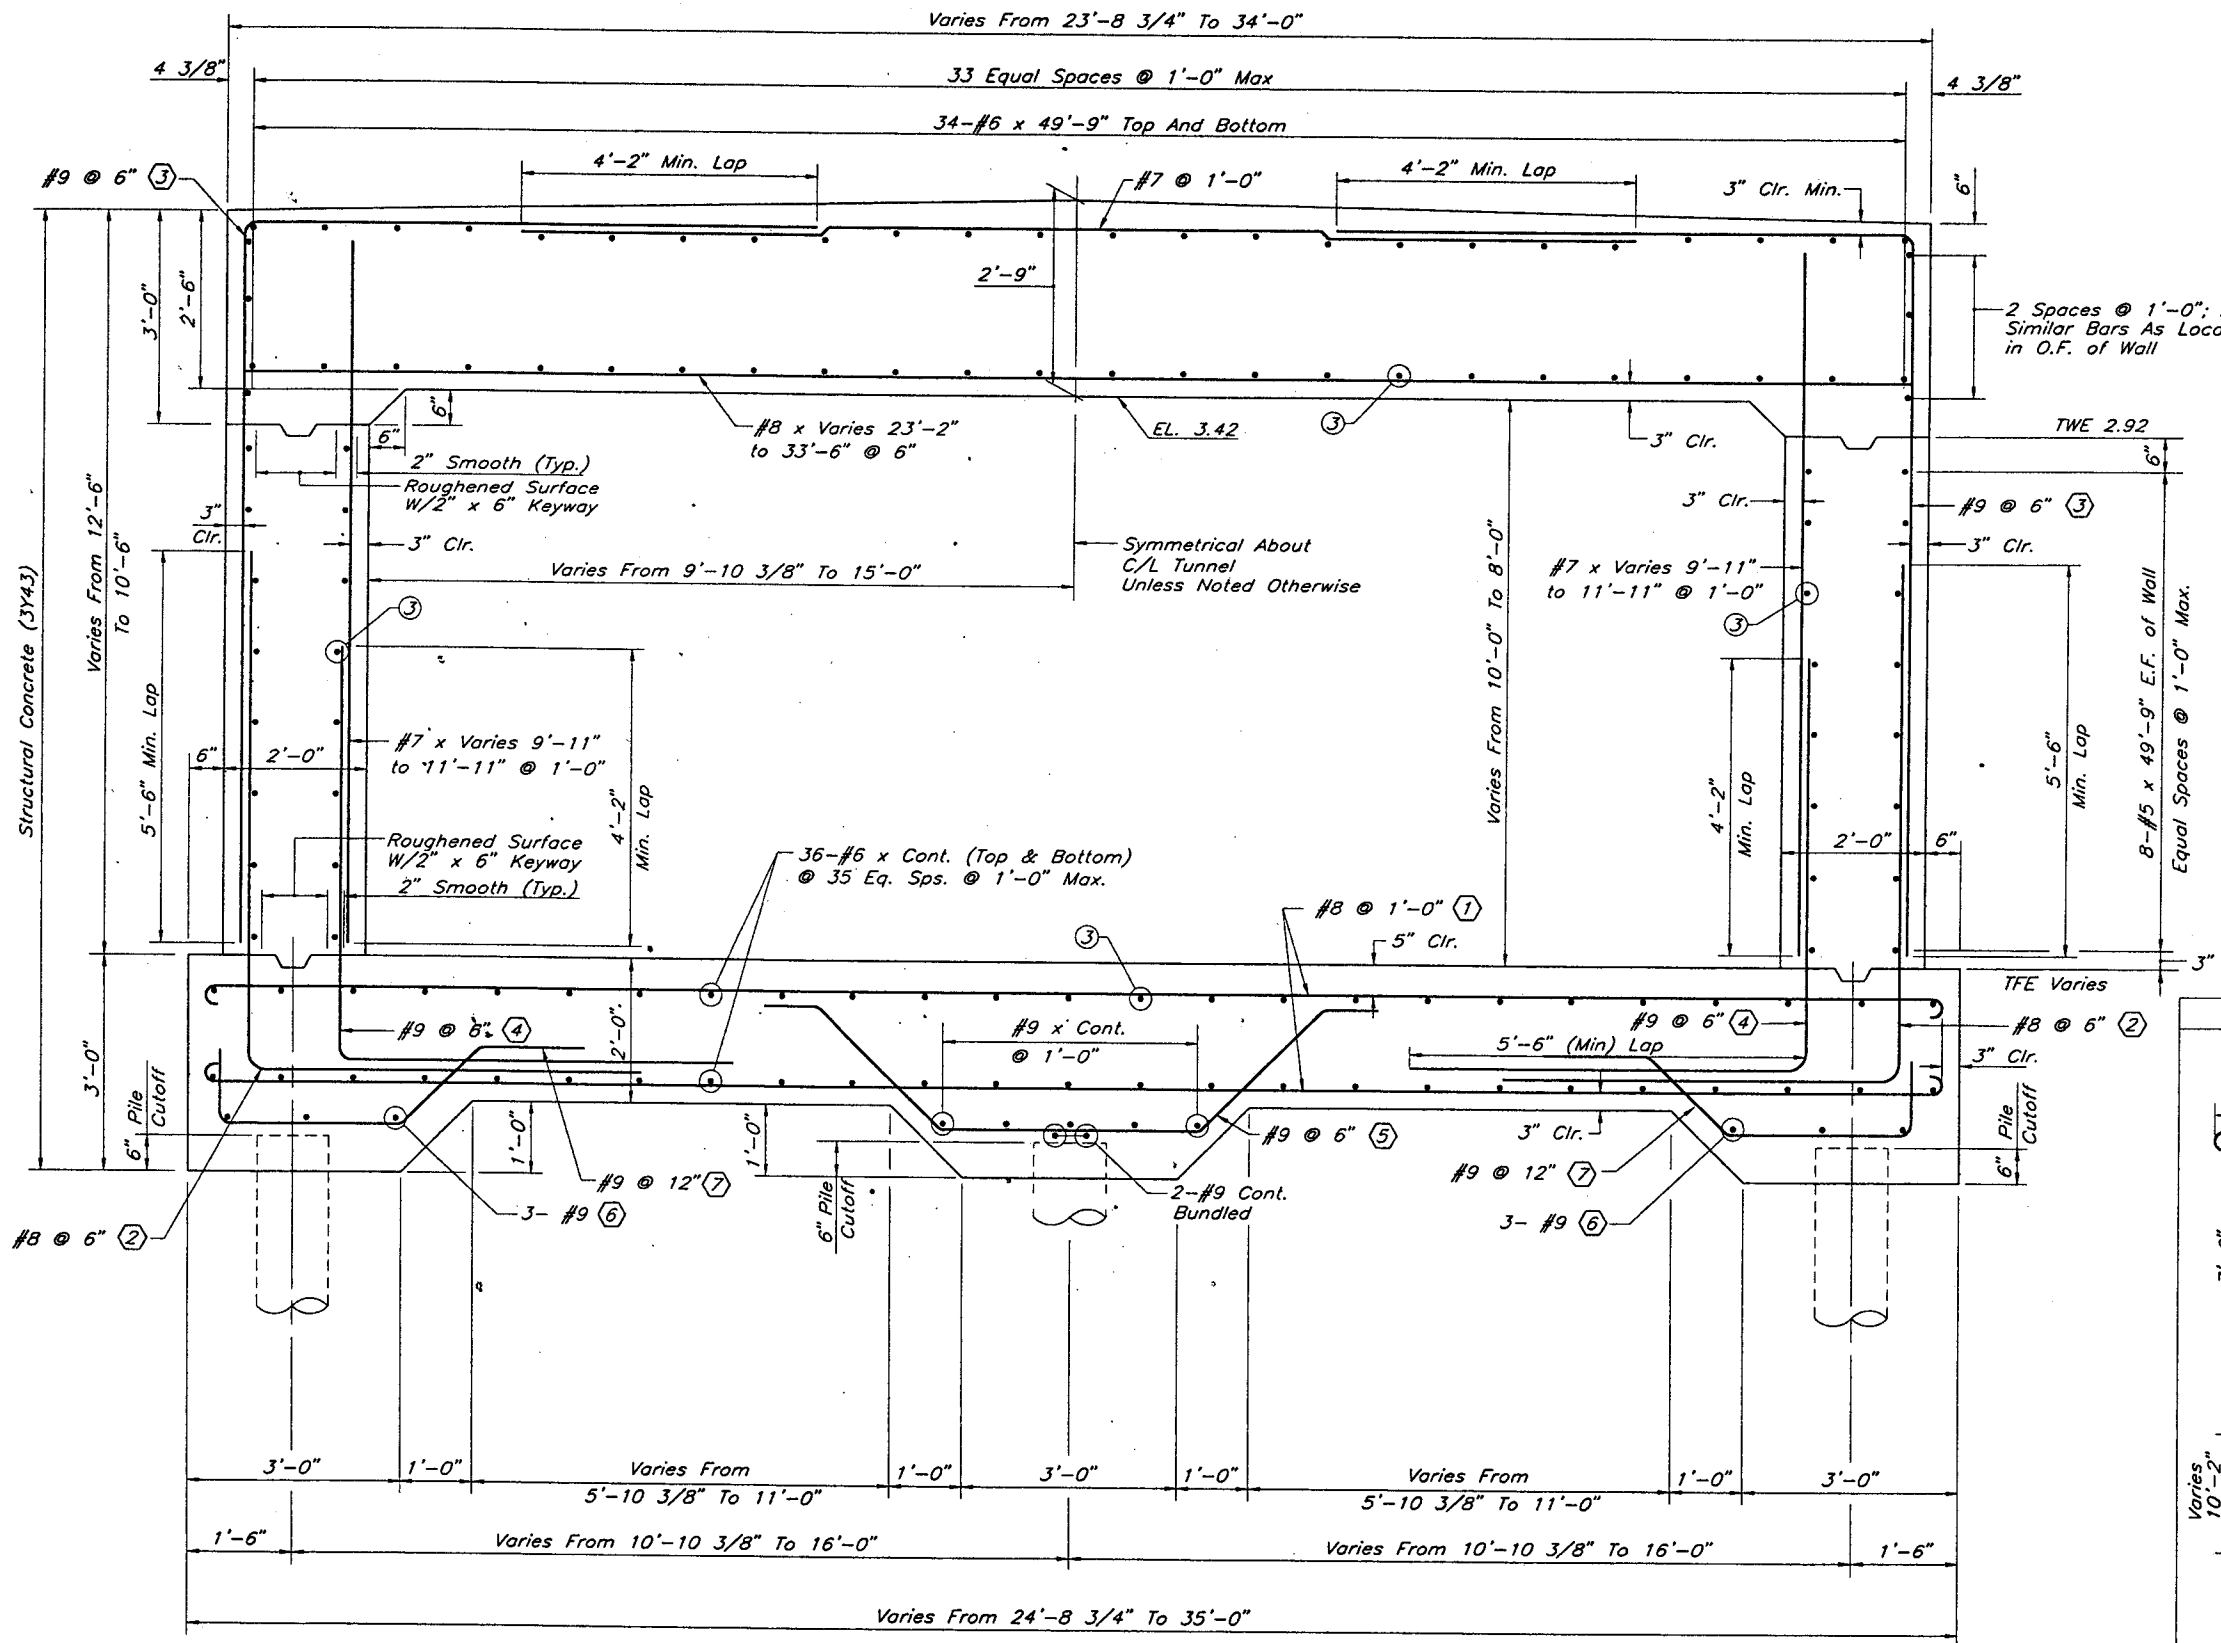 Varies From 23'-8 3/4" To 34'-0"
4 3/8"
33 Equal Spaces @ 1'-0" Max
4 3/8"
34-#6 x 49'-9" Top And Bottom
4'-2" Min. Lap
#7 @ 1'-0"
4'-2" Min. Lap
3" Clr. Min.
6"
#9 @ 6" 3
3'-0"
2'-6"
2'-9"
2 Spaces @ 1'-0";
Similar Bars As Loca
in O.F. of Wall
6"
6"
#8 x Varies 23'-2"
to 33'-6" @ 6"
EL. 3.42
3
3" Clr.
TWE 2.92
6"
2" Smooth (Typ.)
Roughened Surface
W/2" x 6" Keyway
3"
Clr.
3" Clr.
3" Clr.
#9 @ 6" 3
3" Clr.
Varies From 9'-10 3/8" To 15'-0"
Symmetrical About
C/L Tunnel
Unless Noted Otherwise
#7 x Varies 9'-11"
to 11'-11" @ 1'-0"
3
3
Structural Concrete (3Y43)
Varies From 12'-6"
To 10'-6"
5'-6" Min. Lap
6"
2'-0"
#7 x Varies 9'-11"
to 11'-11" @ 1'-0"
4'-2"
Min. Lap
Varies From 10'-0" To 8'-0"
4'-2"
Min. Lap
5'-6"
Min. Lap
8-#5 x 49'-9" E.F. of Wall
Equal Spaces @ 1'-0" Max.
2'-0"
6"
Roughened Surface
W/2" x 6" Keyway
2" Smooth (Typ.)
36-#6 x Cont. (Top & Bottom)
@ 35 Eq. Sps. @ 1'-0" Max.
#8 @ 1'-0" 1
3
5" Clr.
3"
TFE Varies
3'-0"
#9 @ 6" 4
2'-0"
#9 x Cont.
@ 1'-0"
#9 @ 6" 4
5'-6" (Min) Lap
#8 @ 6" 2
3" Clr.
6" Pile
Cutoff
1'-0"
1'-0"
#9 @ 6" 5
3" Clr.
6" Pile
Cutoff
#9 @ 12" 7
#9 @ 12" 7
3- #9 6
6" Pile
Cutoff
2-#9 Cont.
Bundled
3- #9 6
#8 @ 6" 2
3'-0"
1'-0"
Varies From
5'-10 3/8" To 11'-0"
1'-0"
3'-0"
1'-0"
Varies From
5'-10 3/8" To 11'-0"
1'-0"
3'-0"
Varies
10'-2"
1'-6"
Varies From 10'-10 3/8" To 16'-0"
Varies From 10'-10 3/8" To 16'-0"
1'-6"
Varies From 24'-8 3/4" To 35'-0"